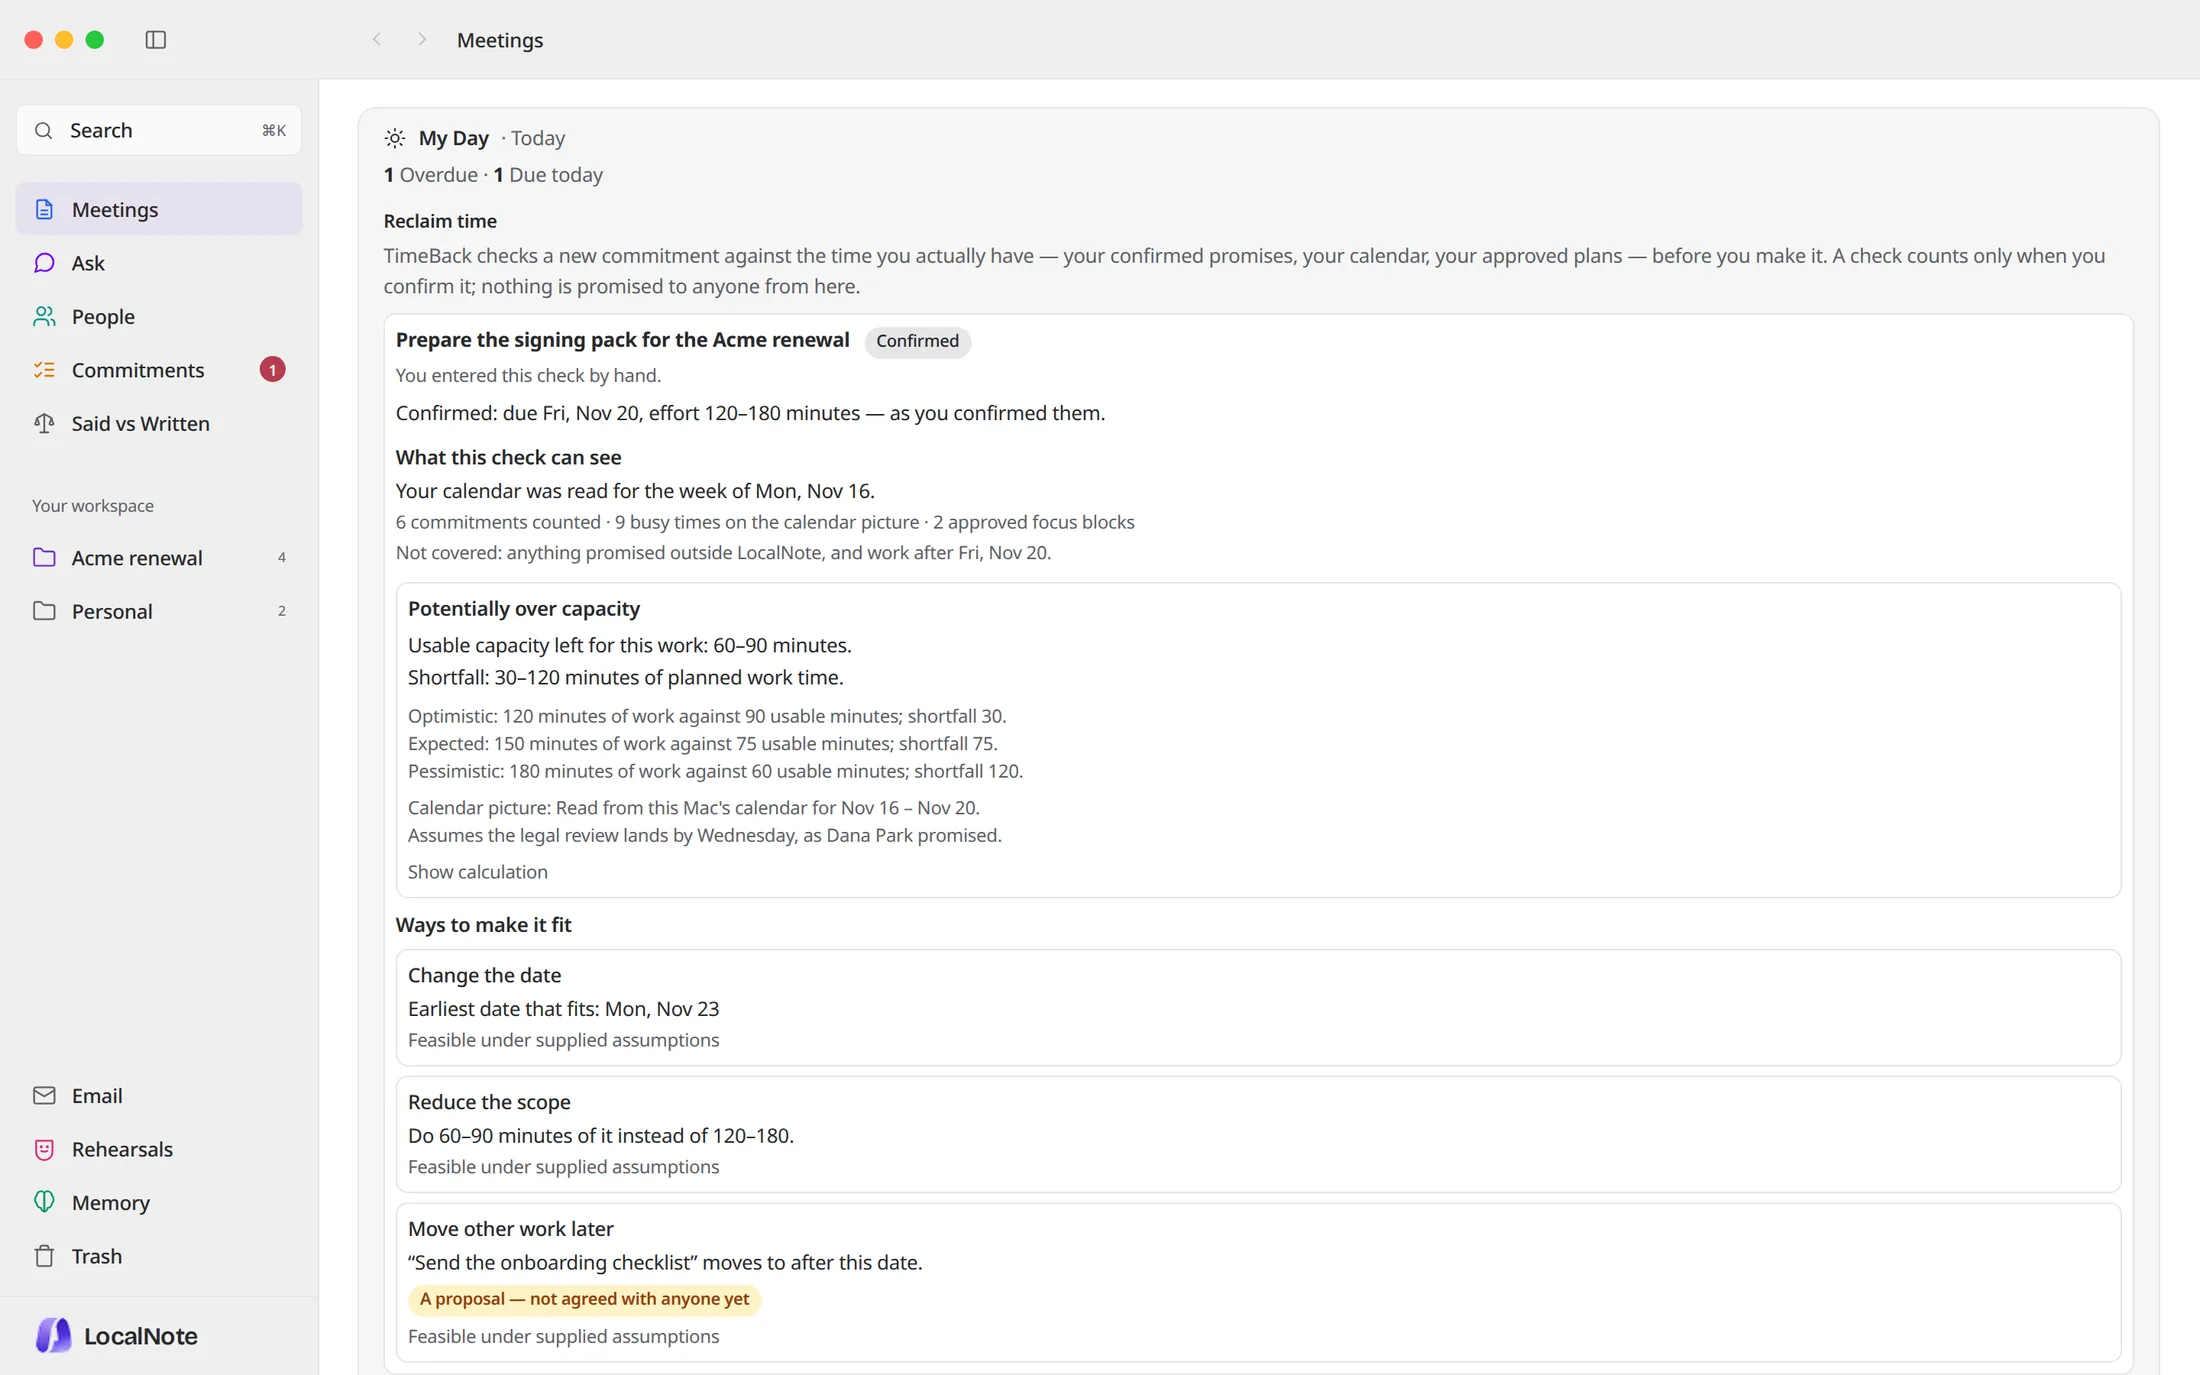 Meetings
Search ⌘K
Meetings
Ask
People
Commitments 1
Said vs Written
Your workspace
Acme renewal 4
Personal 2
Email
Rehearsals
Memory
Trash
LocalNote
My Day · Today
1 Overdue · 1 Due today
Reclaim time
TimeBack checks a new commitment against the time you actually have — your confirmed promises, your calendar, your approved plans — before you make it. A check counts only when you
confirm it; nothing is promised to anyone from here.
Prepare the signing pack for the Acme renewal Confirmed
You entered this check by hand.
Confirmed: due Fri, Nov 20, effort 120–180 minutes — as you confirmed them.
What this check can see
Your calendar was read for the week of Mon, Nov 16.
6 commitments counted · 9 busy times on the calendar picture · 2 approved focus blocks
Not covered: anything promised outside LocalNote, and work after Fri, Nov 20.
Potentially over capacity
Usable capacity left for this work: 60–90 minutes.
Shortfall: 30–120 minutes of planned work time.
Optimistic: 120 minutes of work against 90 usable minutes; shortfall 30.
Expected: 150 minutes of work against 75 usable minutes; shortfall 75.
Pessimistic: 180 minutes of work against 60 usable minutes; shortfall 120.
Calendar picture: Read from this Mac's calendar for Nov 16 – Nov 20.
Assumes the legal review lands by Wednesday, as Dana Park promised.
Show calculation
Ways to make it fit
Change the date
Earliest date that fits: Mon, Nov 23
Feasible under supplied assumptions
Reduce the scope
Do 60–90 minutes of it instead of 120–180.
Feasible under supplied assumptions
Move other work later
“Send the onboarding checklist” moves to after this date.
A proposal — not agreed with anyone yet
Feasible under supplied assumptions